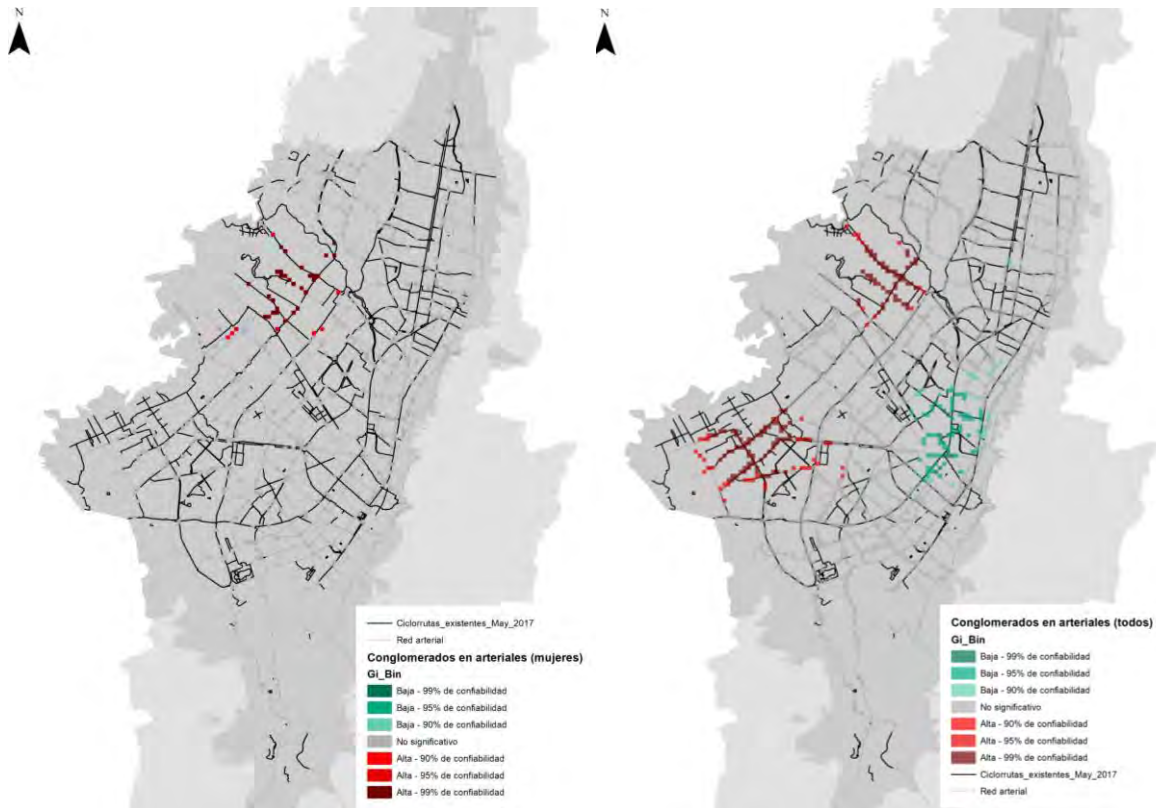 N
Ciclorrutas_existentes_May_2017
Red arterial
Conglomerados en arteriales (mujeres)
Gi_Bin
Baja - 99% de confiabilidad
Baja - 95% de confiabilidad
Baja - 90% de confiabilidad
No significativo
Alta - 90% de confiabilidad
Alta - 95% de confiabilidad
Alta - 99% de confiabilidad
N
Conglomerados en arteriales (todos)
Gi_Bin
Baja - 99% de confiabilidad
Baja - 95% de confiabilidad
Baja - 90% de confiabilidad
No significativo
Alta - 90% de confiabilidad
Alta - 95% de confiabilidad
Alta - 99% de confiabilidad
Ciclorrutas_existentes_May_2017
Red arterial